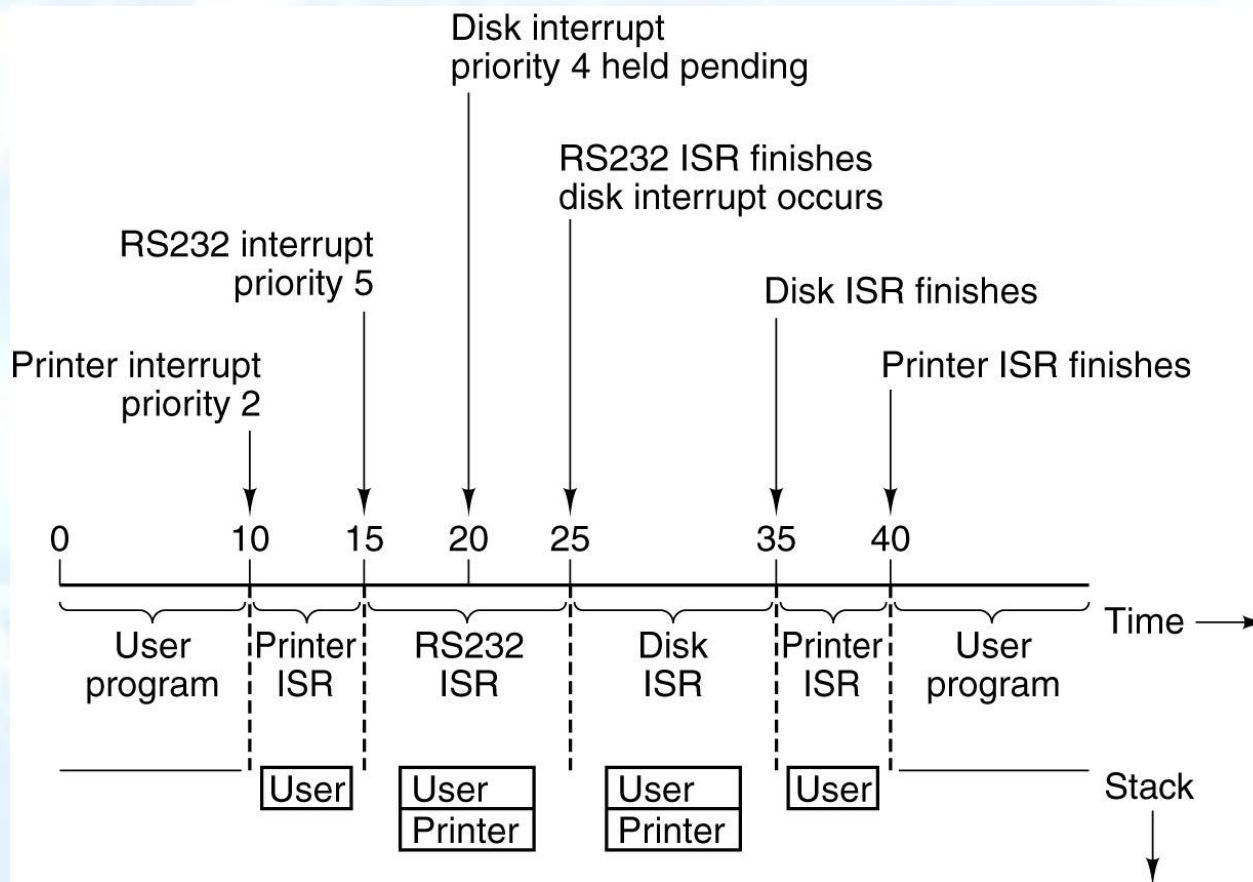 Disk interrupt
priority 4 held pending
RS232 ISR finishes
disk interrupt occurs
RS232 interrupt
priority 5
Disk ISR finishes
Printer interrupt
priority 2
Printer ISR finishes
0 10 15 20 25 35 40
Time
User Printer RS232 Disk Printer User
program ISR ISR ISR ISR program
User User User User Stack
Printer Printer